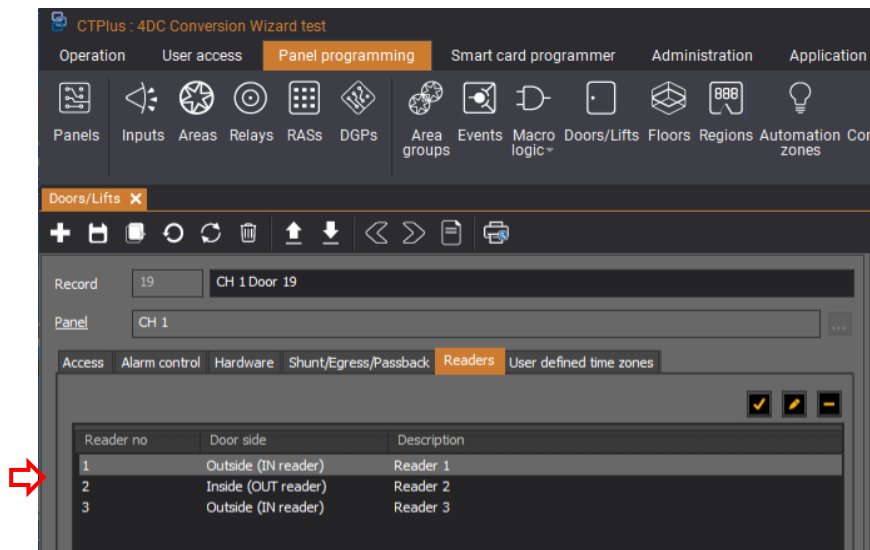 CTPlus : 4DC Conversion Wizard test
Operation User access Panel programming Smart card programmer Administration Application
888
Panels Inputs Areas Relays RASs DGPs Area groups Events Macro logic Doors/Lifts Floors Regions Automation zones Cor
Doors/Lifts
Record 19 CH 1 Door 19
Panel CH 1 ...
Access Alarm control Hardware Shunt/Egress/Passback Readers User defined time zones
Reader no Door side Description
1 Outside (IN reader) Reader 1
2 Inside (OUT reader) Reader 2
3 Outside (IN reader) Reader 3